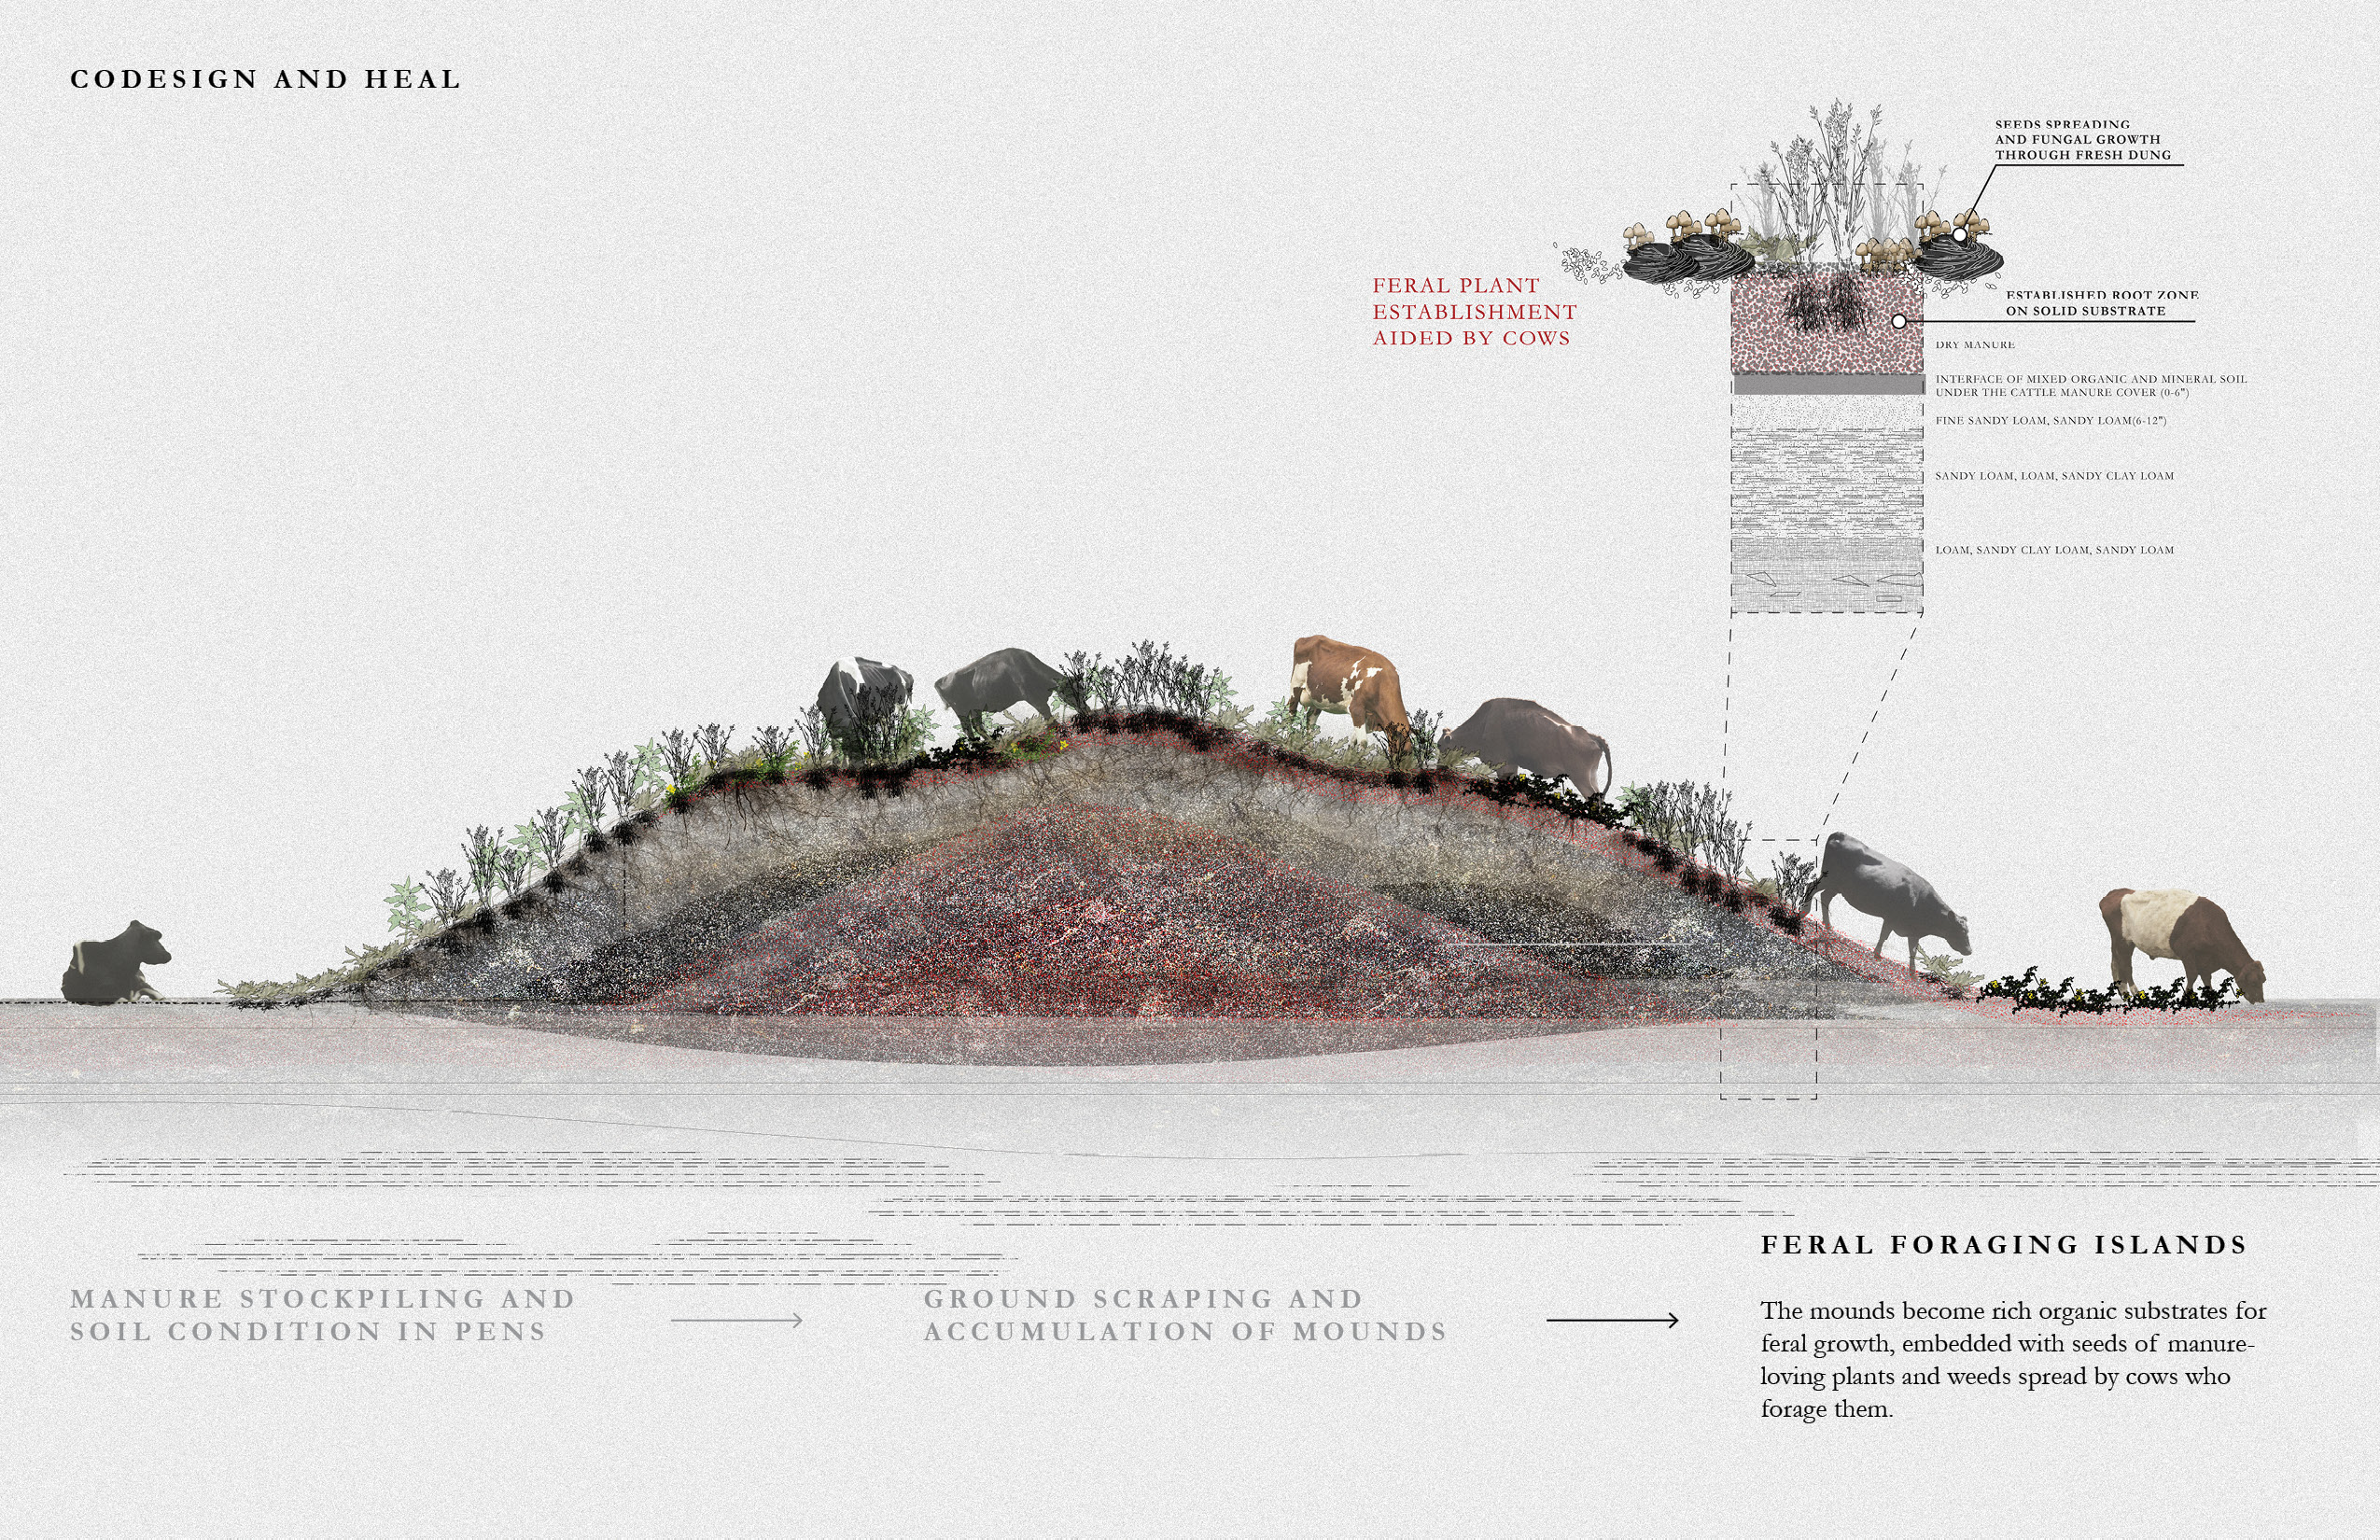 CODESIGN AND HEAL
SEEDS SPREADING
AND FUNGAL GROWTH
THROUGH FRESH DUNG
FERAL PLANT
ESTABLISHMENT
AIDED BY COWS
ESTABLISHED ROOT ZONE
ON SOLID SUBSTRATE
DRY MANURE
INTERFACE OF MIXED ORGANIC AND MINERAL SOIL
UNDER THE CATTLE MANURE COVER (0-6")
FINE SANDY LOAM, SANDY LOAM(6-12")
SANDY LOAM, LOAM, SANDY CLAY LOAM
LOAM, SANDY CLAY LOAM, SANDY LOAM
MANURE STOCKPILING AND
SOIL CONDITION IN PENS
GROUND SCRAPING AND
ACCUMULATION OF MOUNDS
FERAL FORAGING ISLANDS
The mounds become rich organic substrates for
feral growth, embedded with seeds of manure-
loving plants and weeds spread by cows who
forage them.